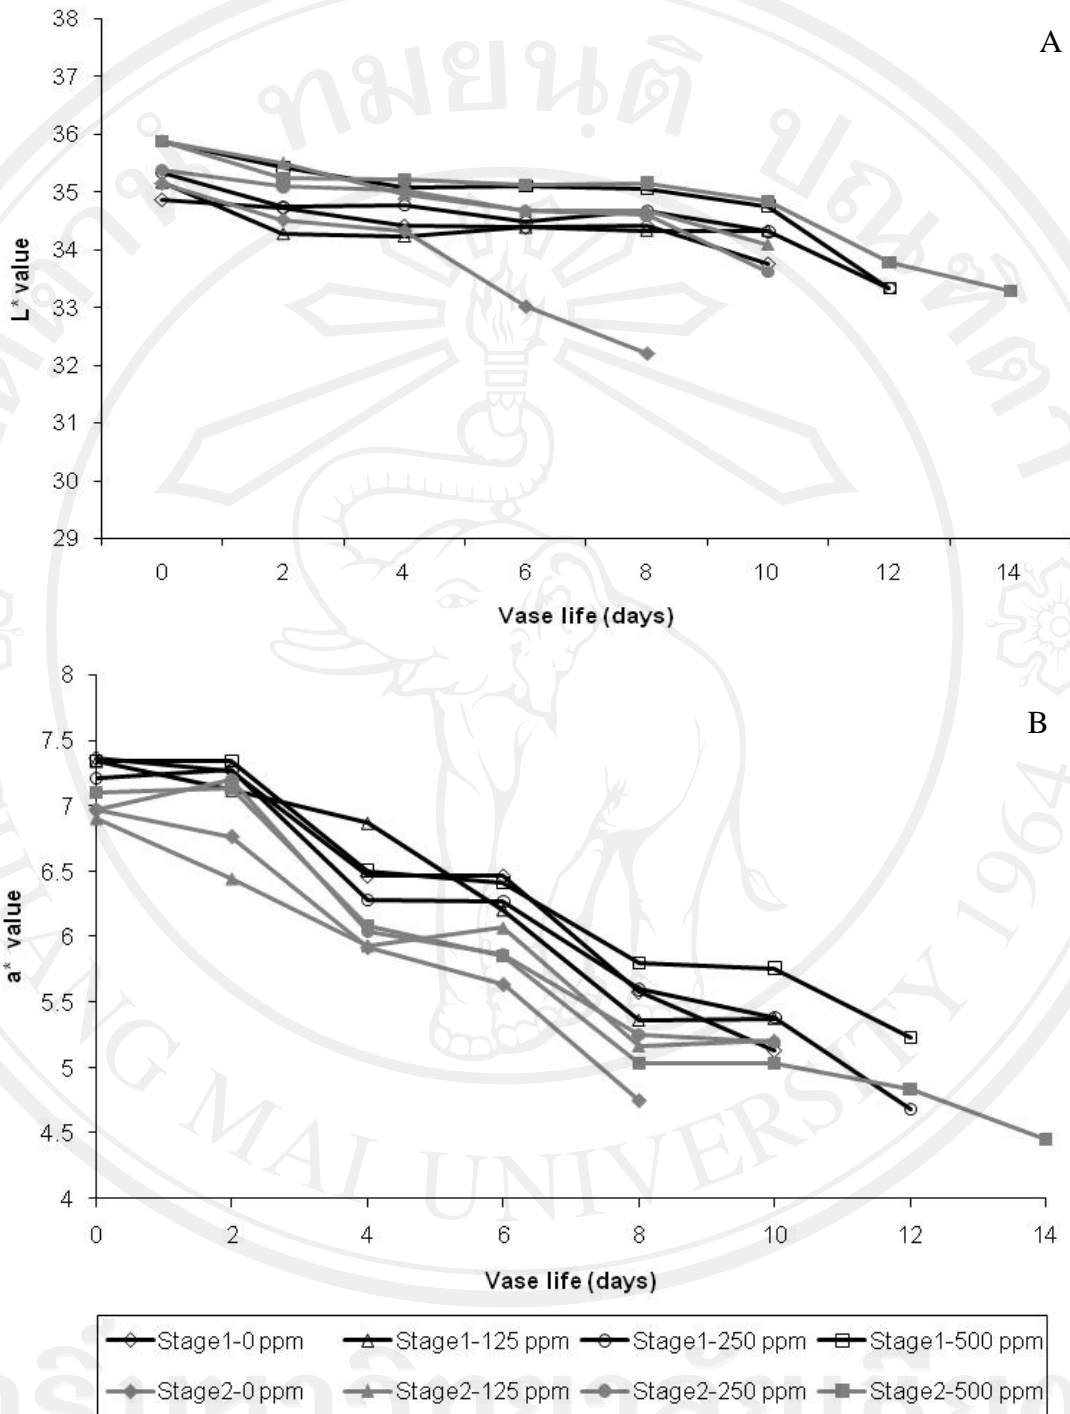 A
38
37
36
35
34
33
32
31
30
29
L* value
0 2 4 6 8 10 12 14
Vase life (days)
B
8
7.5
7
6.5
6
5.5
5
4.5
4
a* value
0 2 4 6 8 10 12 14
Vase life (days)
Stage1-0 ppm Stage1-125 ppm Stage1-250 ppm Stage1-500 ppm
Stage2-0 ppm Stage2-125 ppm Stage2-250 ppm Stage2-500 ppm
MAI UNIVERSITY 1964